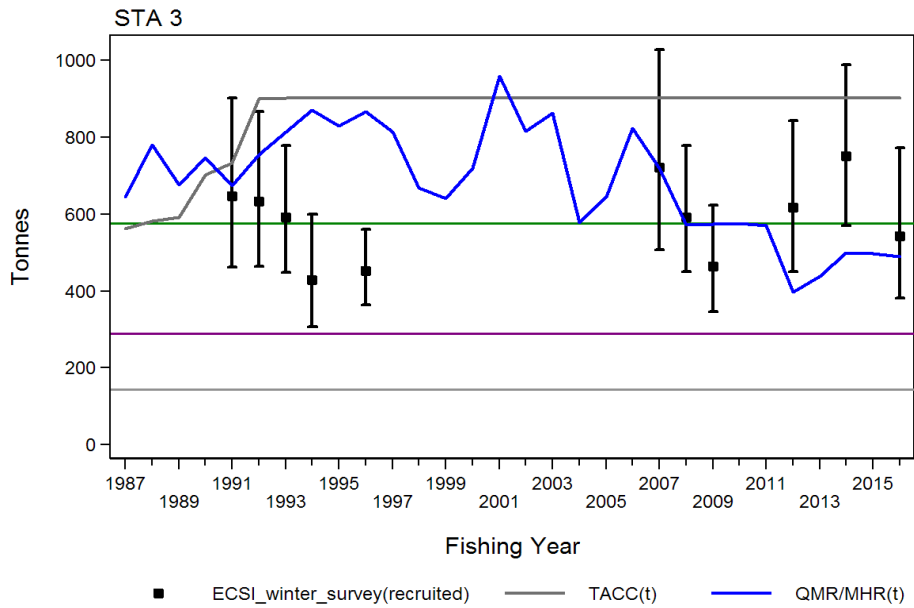 STA 3
1000
800
600
400
200
0
Tonnes
1987 1991 1993 1995 1997 2001 2003 2007 2011 2015
1989 1999 2005 2009 2013
Fishing Year
ECSI_winter_survey(recruited) TACC(t) QMR/MHR(t)